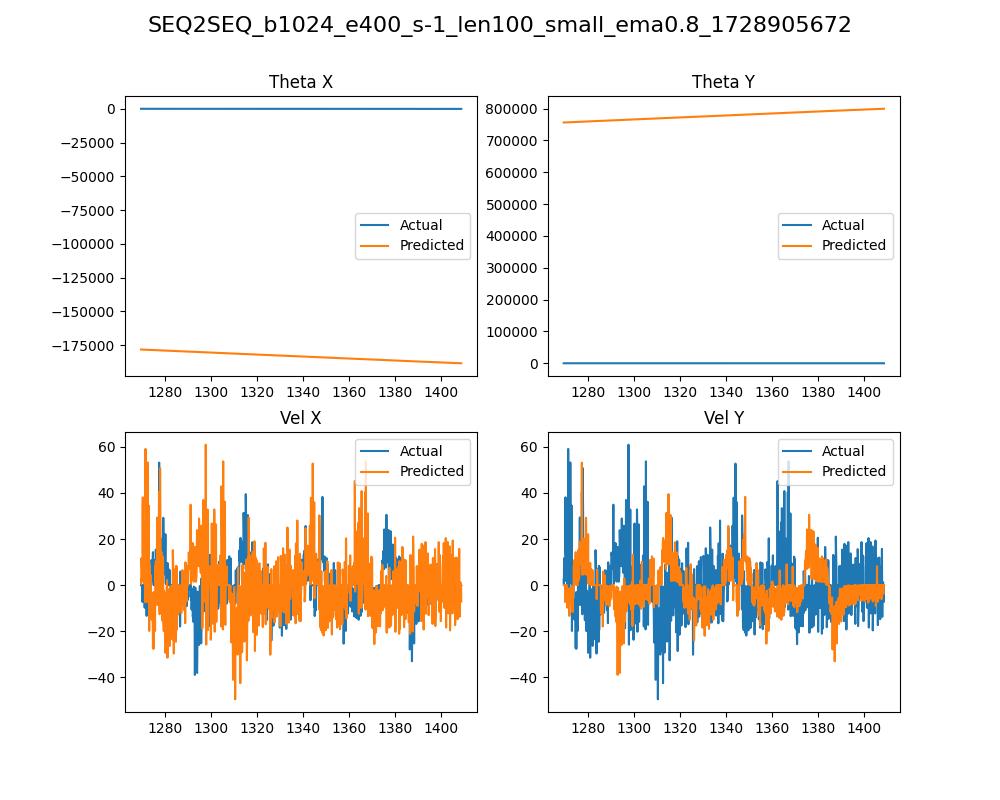 SEQ2SEQ_b1024_e400_s-1_len100_small_ema0.8_1728905672
Theta X
0
−25000
−50000
−75000
−100000
−125000
−150000
−175000
Actual
Predicted
1280 1300 1320 1340 1360 1380 1400
Theta Y
800000
700000
600000
500000
400000
300000
200000
100000
0
Actual
Predicted
1280 1300 1320 1340 1360 1380 1400
Vel X
60
40
20
0
−20
−40
Actual
Predicted
1280 1300 1320 1340 1360 1380 1400
Vel Y
60
40
20
0
−20
−40
Actual
Predicted
1280 1300 1320 1340 1360 1380 1400